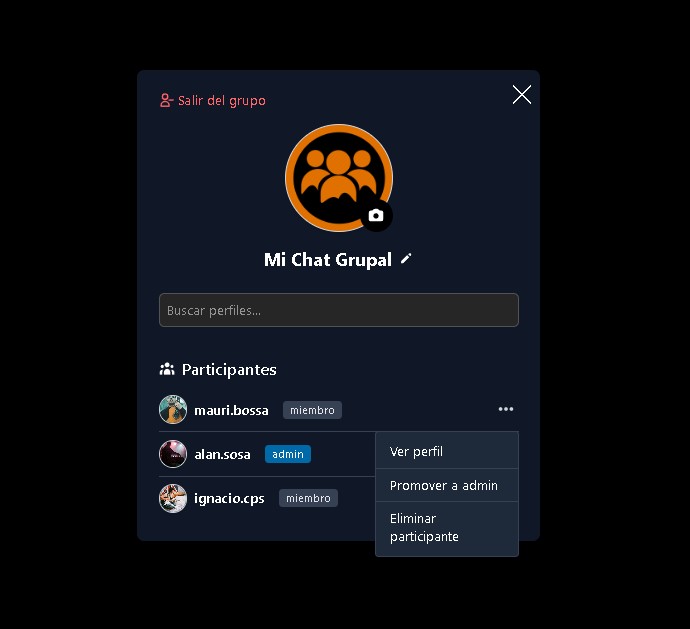 Salir del grupo
Mi Chat Grupal
Buscar perfiles...
Participantes
mauri.bossa miembro
alan.sosa admin
ignacio.cps miembro
Ver perfil
Promover a admin
Eliminar
participante